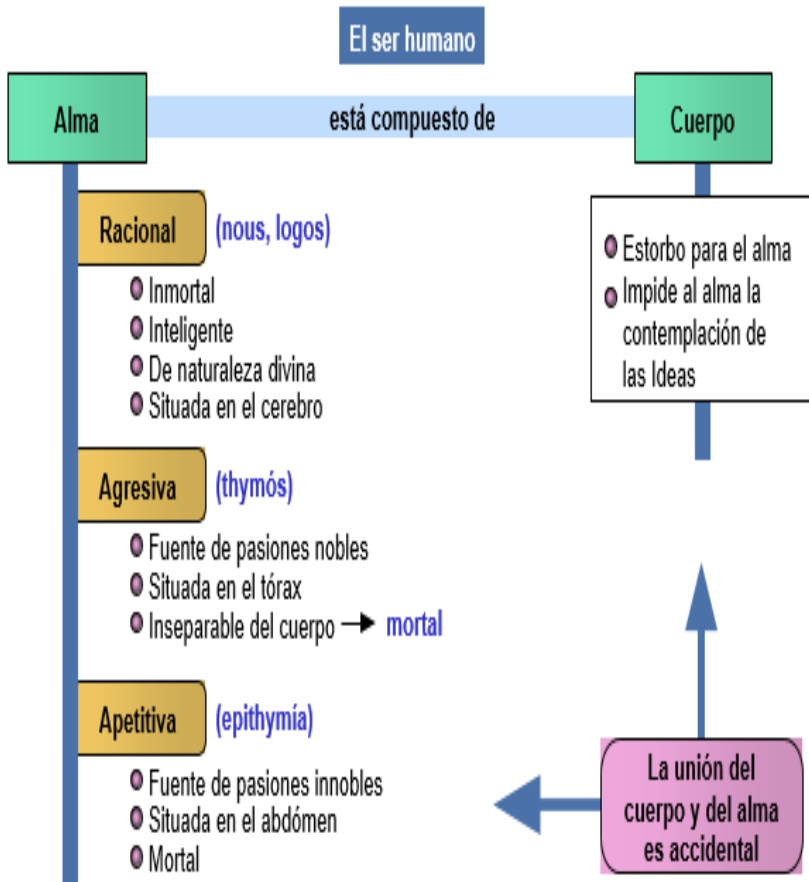 El ser humano
Alma
está compuesto de
Cuerpo
Racional
(nous, logos)
Inmortal
Inteligente
De naturaleza divina
Situada en el cerebro
Estorbo para el alma
Impide al alma la
contemplación de
las Ideas
Agresiva
(thymós)
Fuente de pasiones nobles
Situada en el tórax
Inseparable del cuerpo → mortal
Apetitiva
(epithymía)
Fuente de pasiones innobles
Situada en el abdómen
Mortal
La unión del
cuerpo y del alma
es accidental